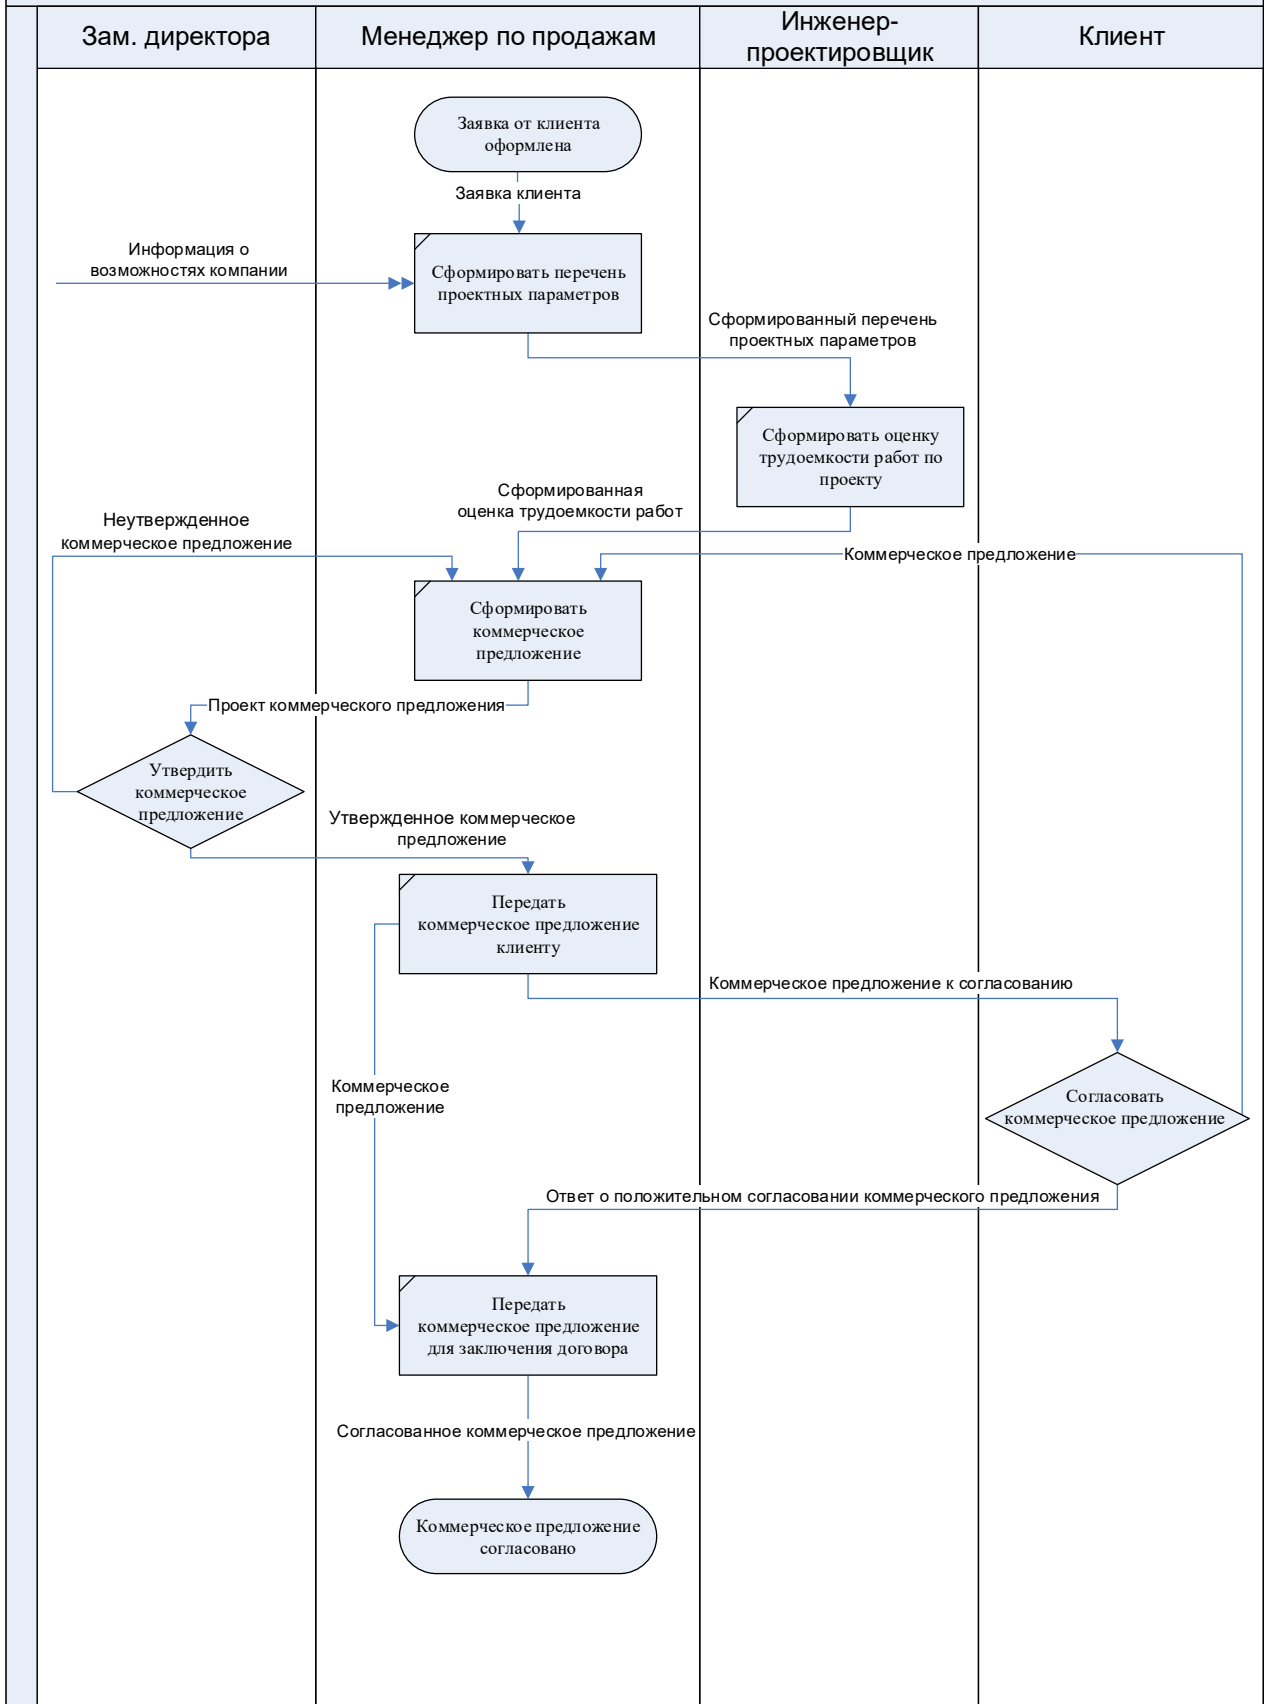 Зам. директора
Менеджер по продажам
Инженер-
проектировщик
Клиент
Заявка от клиента
оформлена
Заявка клиента
Информация о
возможностях компании
Сформировать перечень
проектных параметров
Сформированный перечень
проектных параметров
Сформировать оценку
трудоемкости работ по
проекту
Сформированная
оценка трудоемкости работ
Неутвержденное
коммерческое предложение
Коммерческое предложение
Сформировать
коммерческое
предложение
Проект коммерческого предложения
Утвердить
коммерческое
предложение
Утвержденное коммерческое
предложение
Передать
коммерческое предложение
клиенту
Коммерческое предложение к согласованию
Коммерческое
предложение
Согласовать
коммерческое предложение
Ответ о положительном согласовании коммерческого предложения
Передать
коммерческое предложение
для заключения договора
Согласованное коммерческое предложение
Коммерческое предложение
согласовано